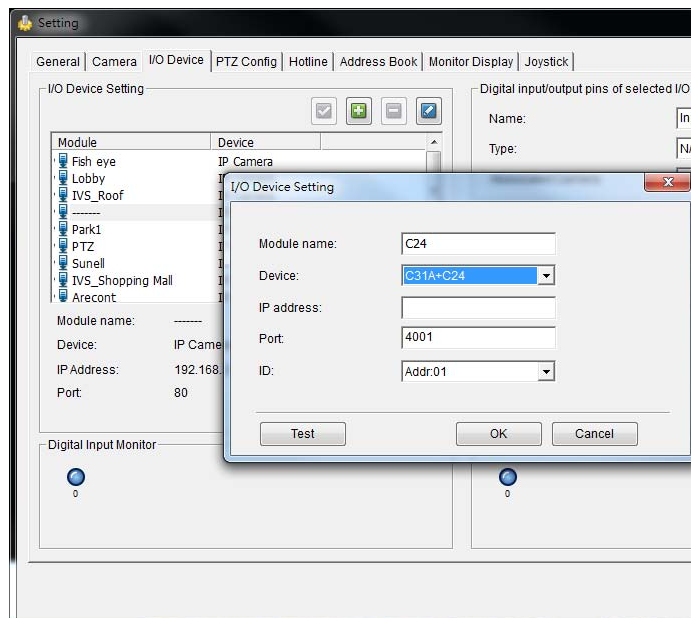 Setting
General Camera I/O Device PTZ Config Hotline Address Book Monitor Display Joystick
I/O Device Setting
Digital input/output pins of selected I/O
Name: In
Type: N/
Module Device
Fish eye IP Camera
Lobby
IVS_Roof
-------
Park1
PTZ
Sunell
IVS_Shopping Mall
Arecont
Module name: -------
Device: IP Came
IP Address: 192.168.
Port: 80
Digital Input Monitor
0
0
I/O Device Setting
Module name: C24
Device: C31A+C24
IP address:
Port: 4001
ID: Addr:01
Test OK Cancel